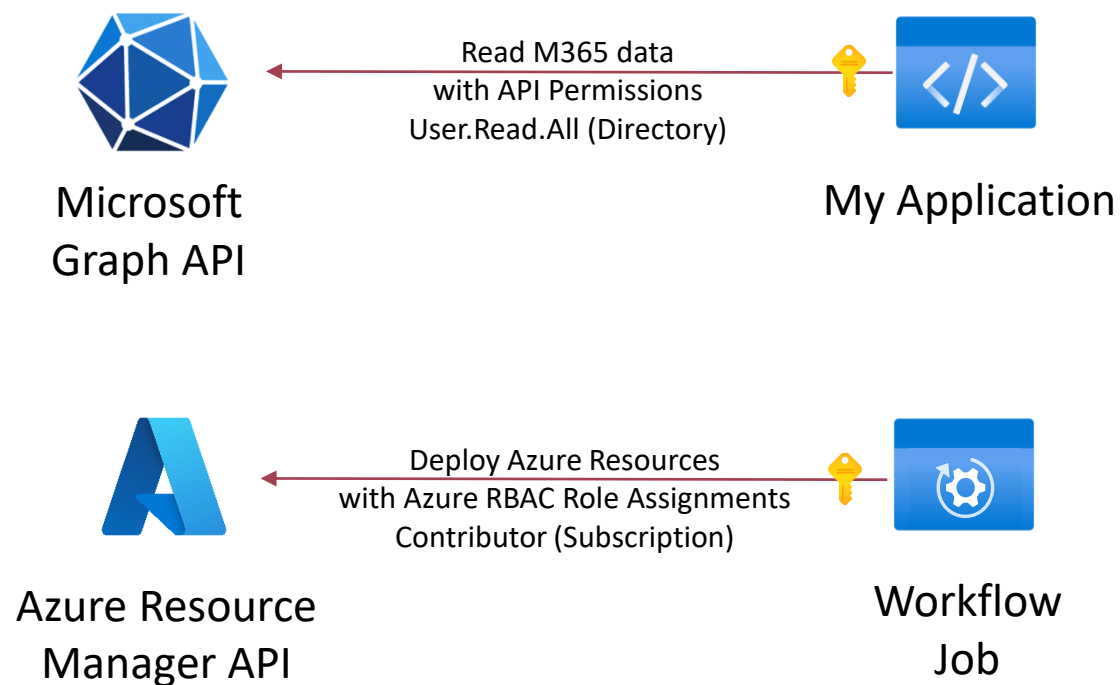 Read M365 data
with API Permissions
User.Read.All (Directory)
Microsoft
Graph API
My Application
Deploy Azure Resources
with Azure RBAC Role Assignments
Contributor (Subscription)
Azure Resource
Manager API
Workflow
Job